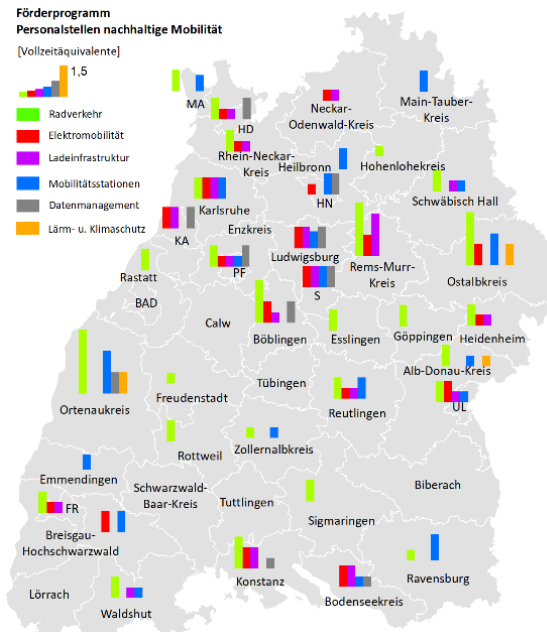 Förderprogramm
Personalstellen nachhaltige Mobilität
[Vollzeitäquivalente]
1,5
Radverkehr
Elektromobilität
Ladeinfrastruktur
Mobilitätsstationen
Datenmanagement
Lärm- u. Klimaschutz
MA
HD
Neckar-
Odenwald-Kreis
Main-Tauber-
Kreis
Rhein-Neckar-
Kreis
Heilbronn
Hohenlohekreis
HN
Schwäbisch Hall
Karlsruhe
KA
Enzkreis
Ludwigsburg
Rems-Murr-
Kreis
Ostalbkreis
Rastatt
PF
S
BAD
Calw
Böblingen
Esslingen
Göppingen
Heidenheim
Alb-Donau-Kreis
Ortenaukreis
Freudenstadt
Tübingen
Reutlingen
UL
Rottweil
Zollernalbkreis
Emmendingen
Schwarzwald-
Baar-Kreis
Tuttlingen
Biberach
Sigmaringen
FR
Breisgau-
Hochschwarzwald
Konstanz
Ravensburg
Lörrach
Waldshut
Bodenseekreis